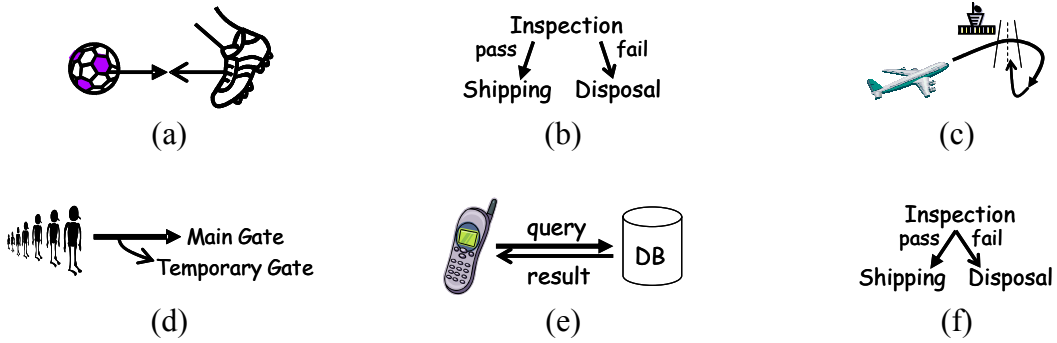 Inspection
pass fail
Shipping Disposal
(a) (b) (c)
Main Gate
Temporary Gate
query
result
DB
Inspection
pass fail
Shipping Disposal
(d) (e) (f)